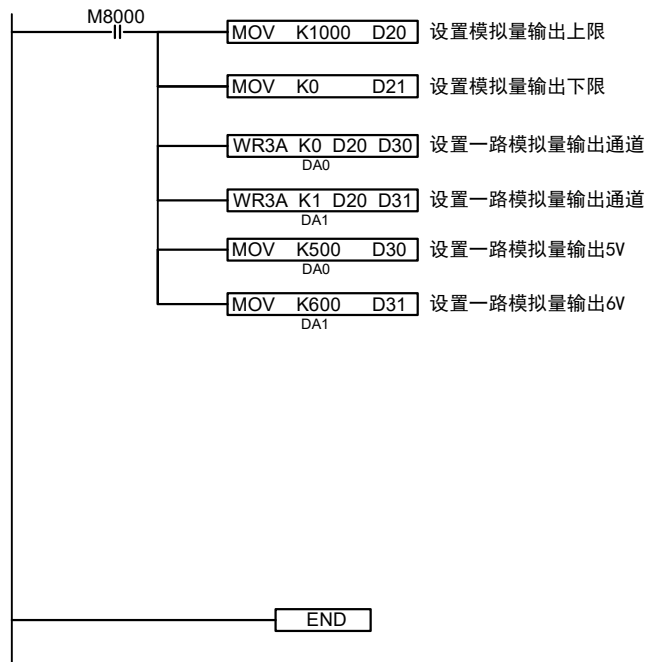 M8000
MOV K1000 D20 设置模拟量输出上限
MOV K0 D21 设置模拟量输出下限
WR3A K0 D20 D30 设置一路模拟量输出通道
DA0
WR3A K1 D20 D31 设置一路模拟量输出通道
DA1
MOV K500 D30 设置一路模拟量输出5V
DA0
MOV K600 D31 设置一路模拟量输出6V
DA1
END